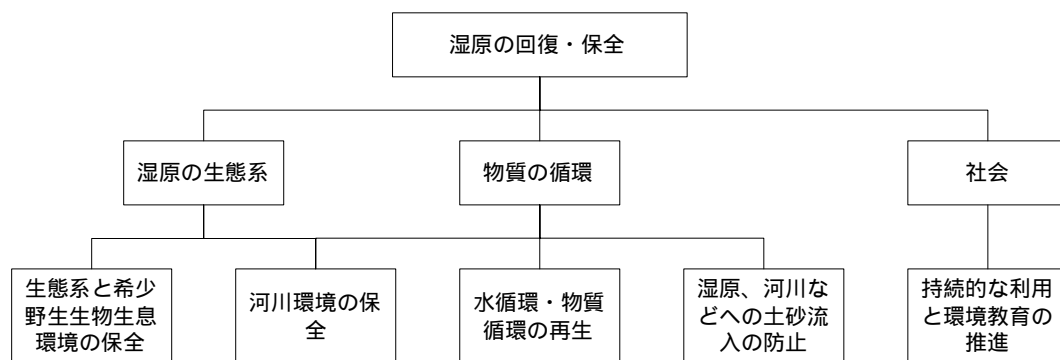 湿原の回復・保全
湿原の生態系
物質の循環
社会
生態系と希少
野生生物生息
環境の保全
河川環境の保
全
水循環・物質
循環の再生
湿原、河川な
どへの土砂流
入の防止
持続的な利用
と環境教育の
推進